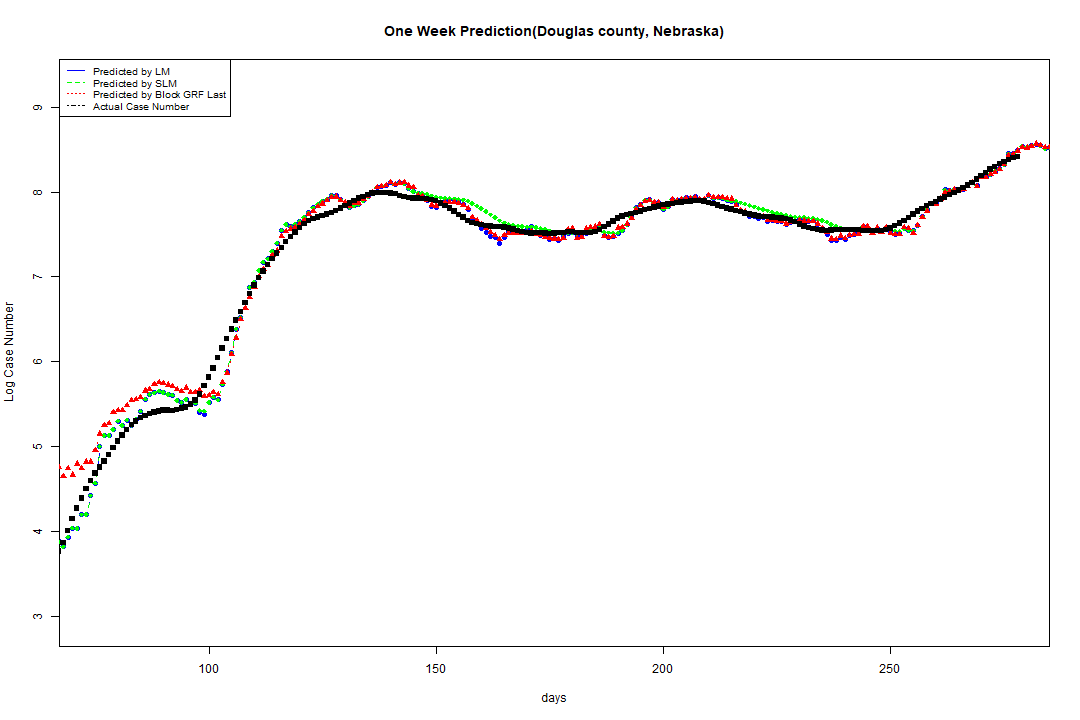 One Week Prediction(Douglas county, Nebraska)
Predicted by LM
Predicted by SLM
Predicted by Block GRF Last
Actual Case Number
9
8
7
6
5
4
3
Log Case Number
100 150 200 250
days